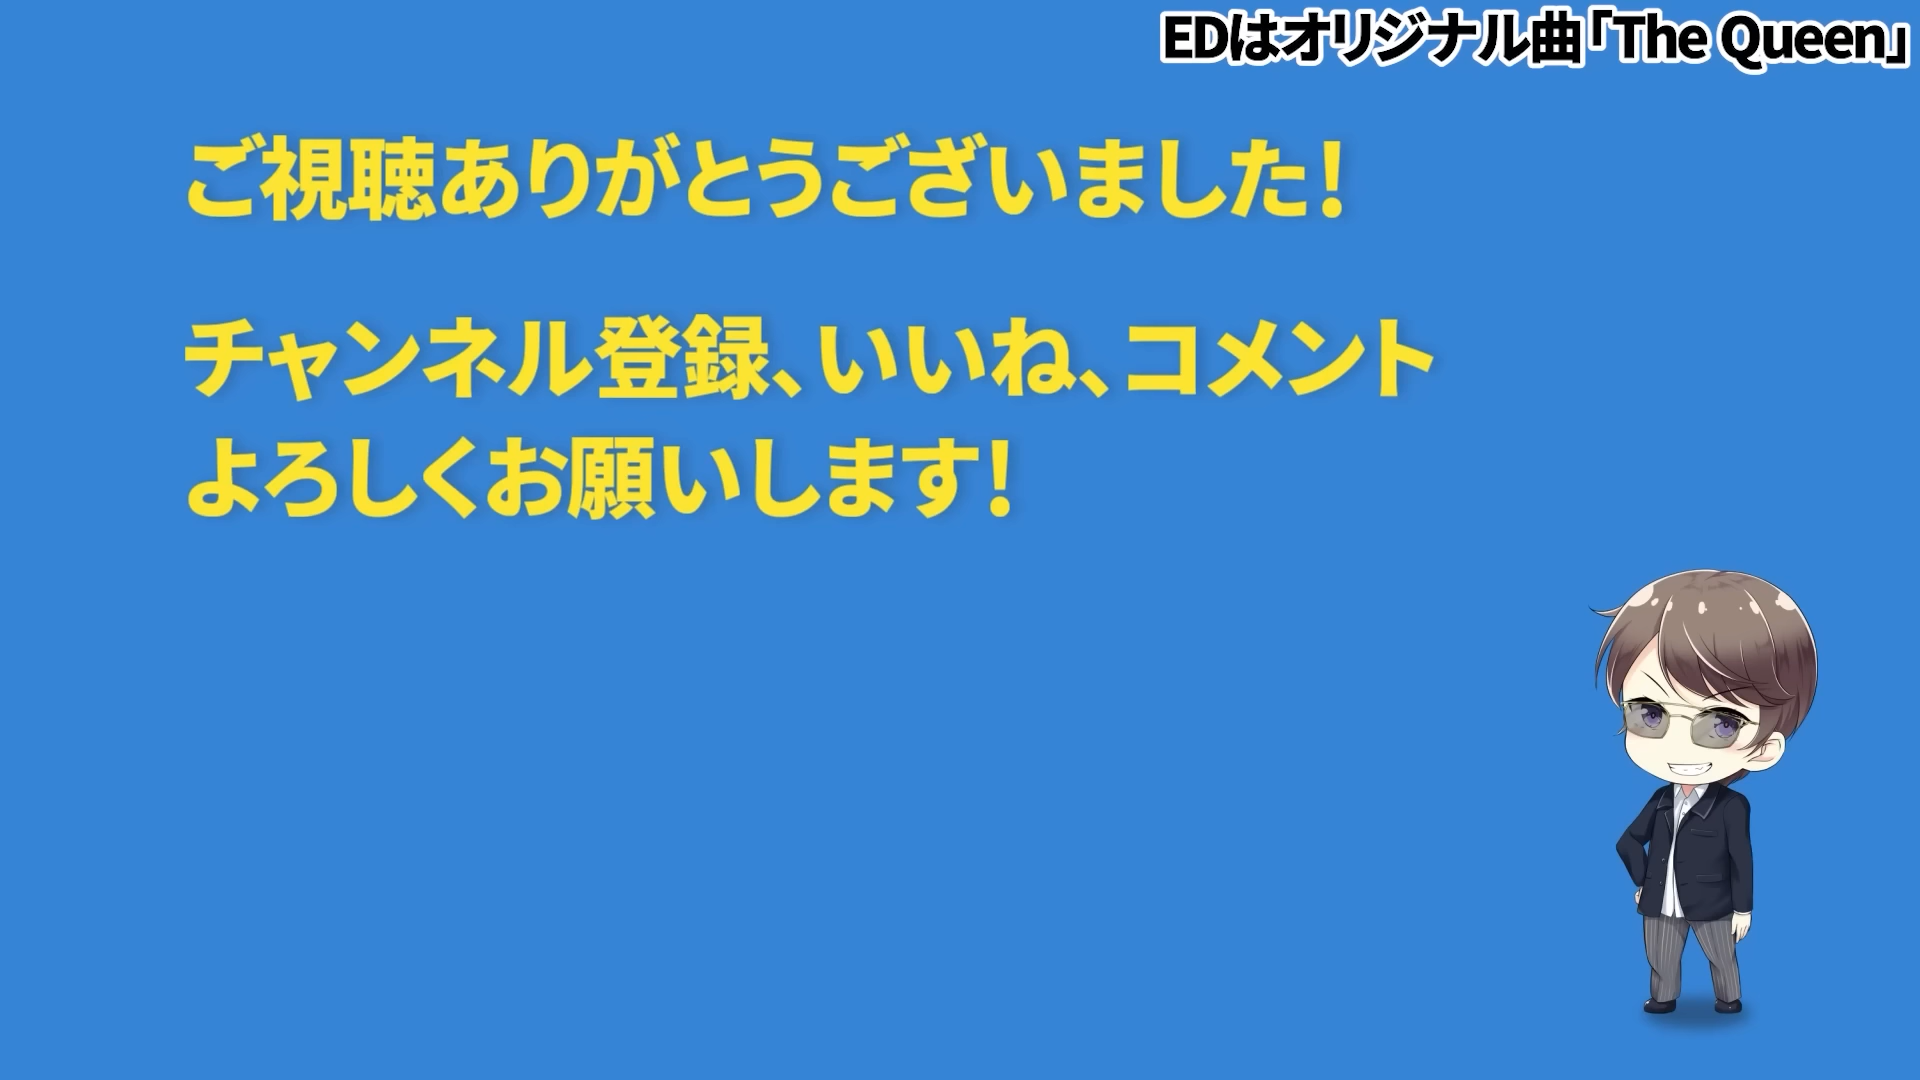 EDはオリジナル曲「The Queen」
ご視聴ありがとうございました！
チャンネル登録、いいね、コメント
よろしくお願いします！